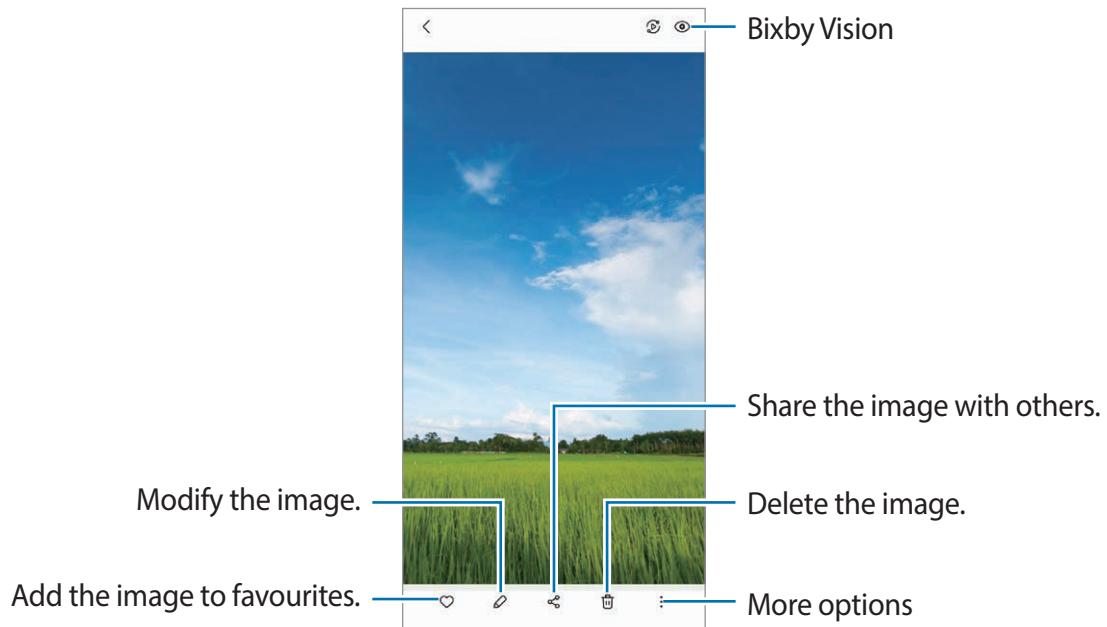 Bixby Vision
Share the image with others.
Modify the image.
Delete the image.
Add the image to favourites.
More options